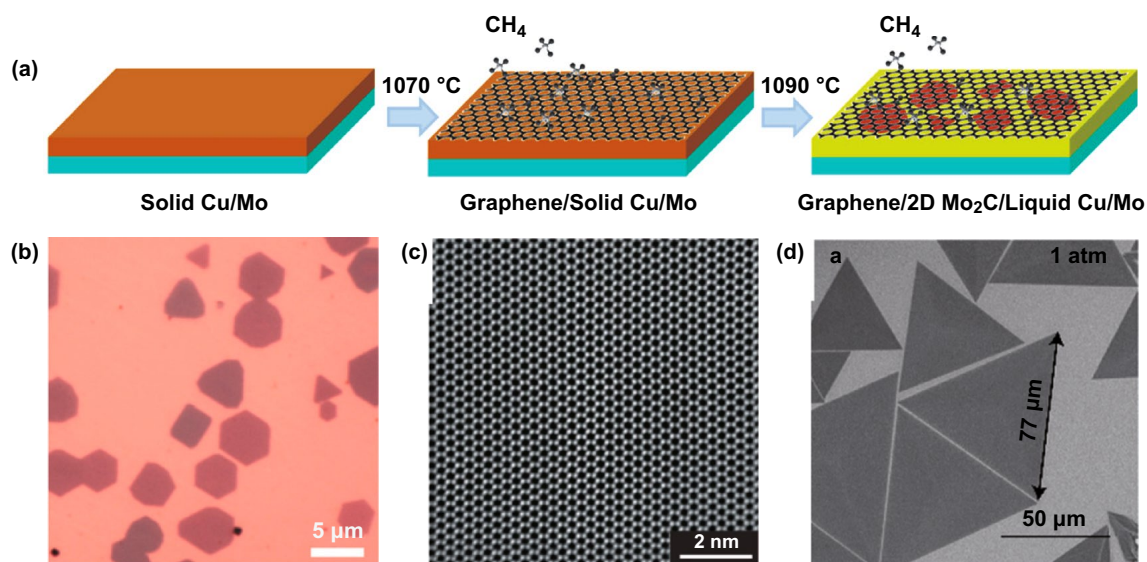 CH₄
CH₄
(a)
1070 °C
1090 °C
Solid Cu/Mo
Graphene/Solid Cu/Mo
Graphene/2D Mo₂C/Liquid Cu/Mo
(b)
(c)
(d)
a
1 atm
77 µm
5 µm
2 nm
50 µm